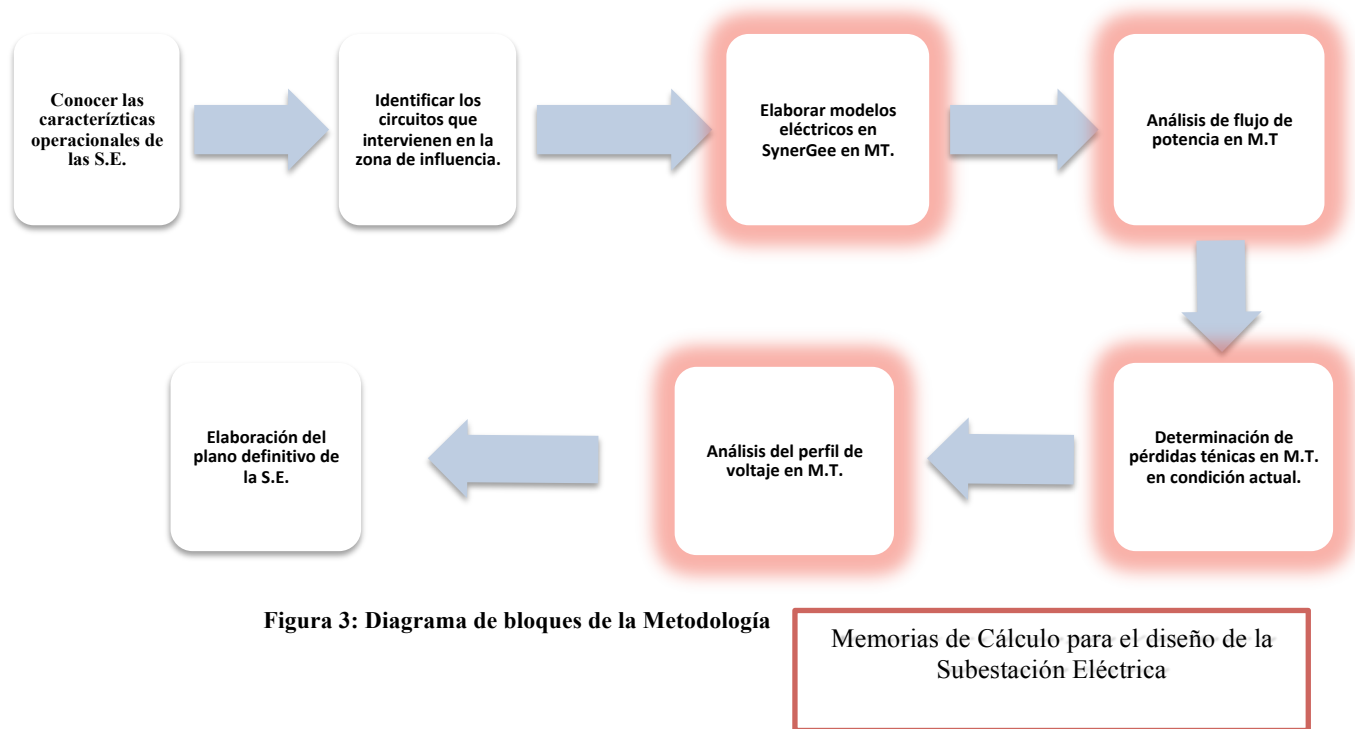 Conocer las
caracterízticas
operacionales de
las S.E.
Identificar los
circuitos que
intervienen en la
zona de influencia.
Elaborar modelos
eléctricos en
SynerGee en MT.
Análisis de flujo de
potencia en M.T
Determinación de
pérdidas ténicas en M.T.
en condición actual.
Análisis del perfil de
voltaje en M.T.
Elaboración del
plano definitivo de
la S.E.
Figura 3: Diagrama de bloques de la Metodología
Memorias de Cálculo para el diseño de la
Subestación Eléctrica